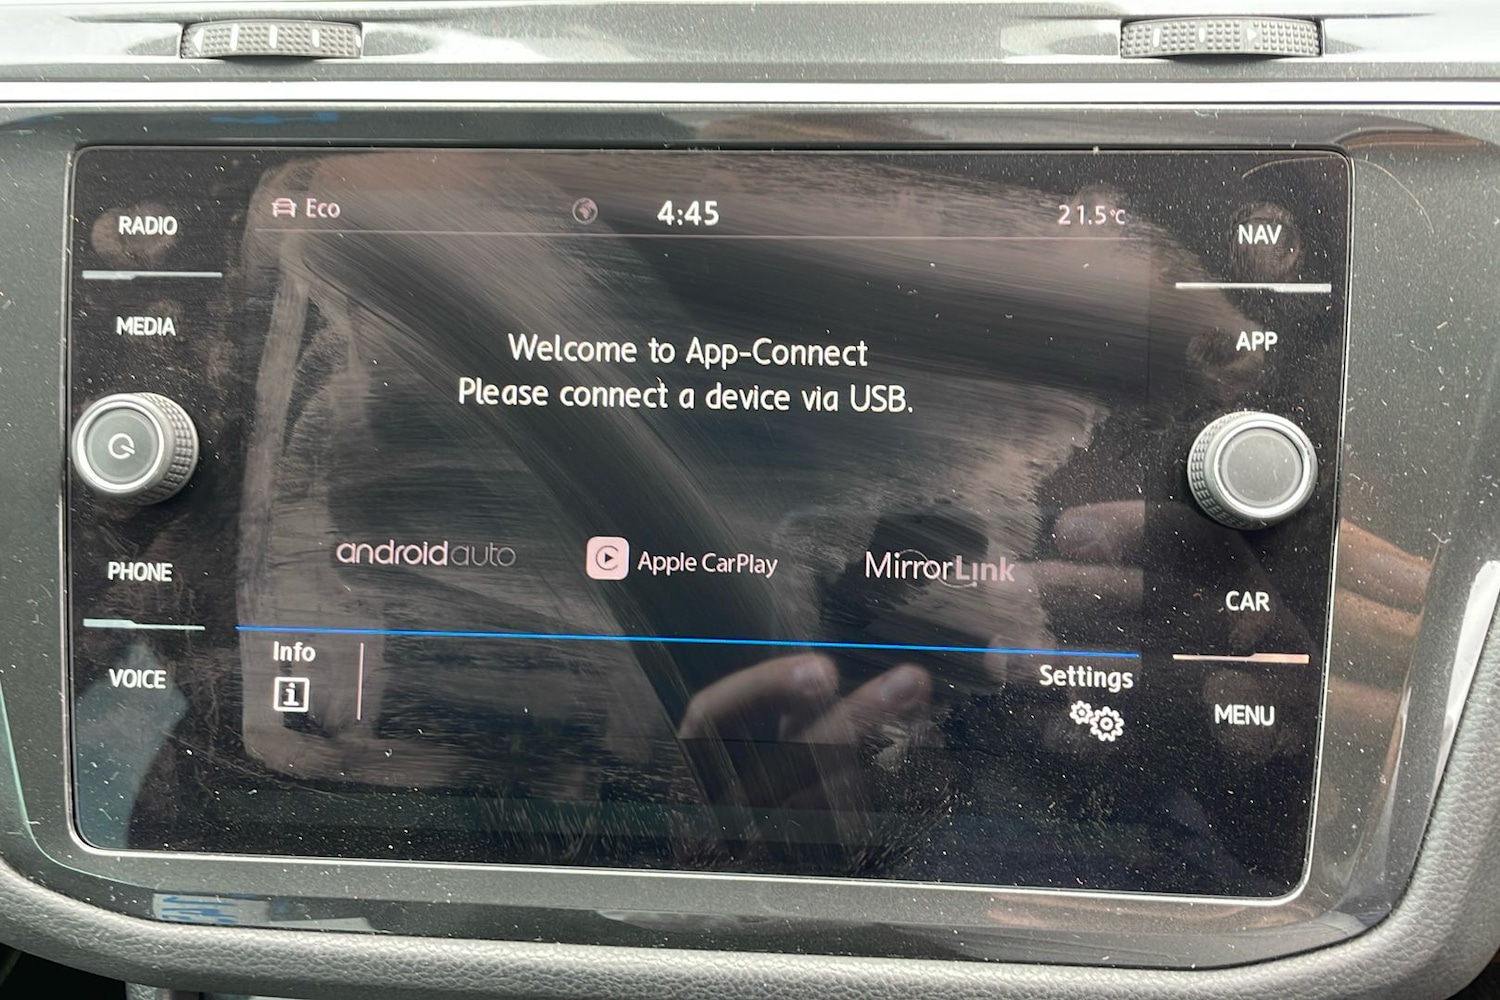 RADIO
MEDIA
PHONE
VOICE
Eco
4:45
21.5°C
Welcome to App-Connect
Please connect a device via USB.
androidauto
Apple CarPlay
MirrorLink
Info
i
Settings
NAV
APP
CAR
MENU